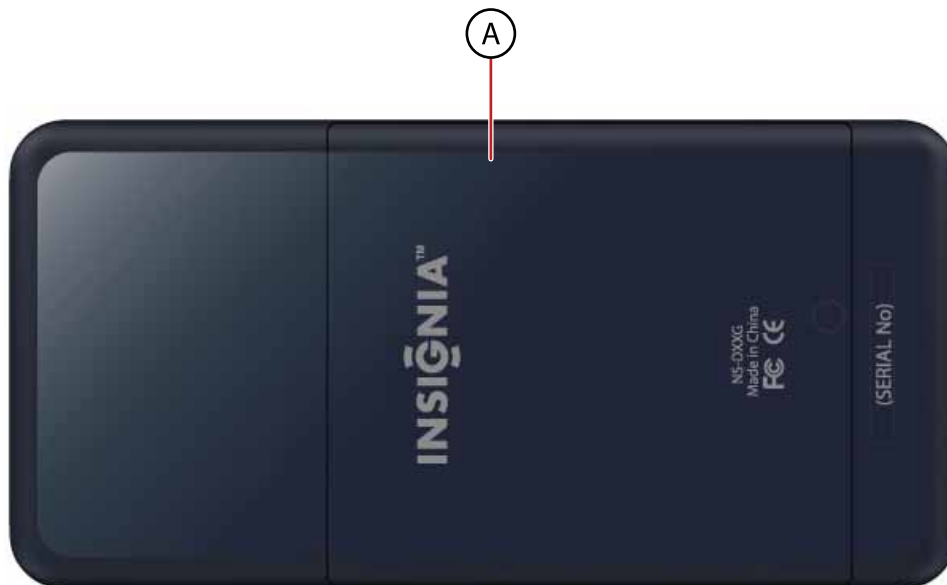 A
INSIGNIA™
NS-DXXG
Made in China
FC CE
(SERIAL No)